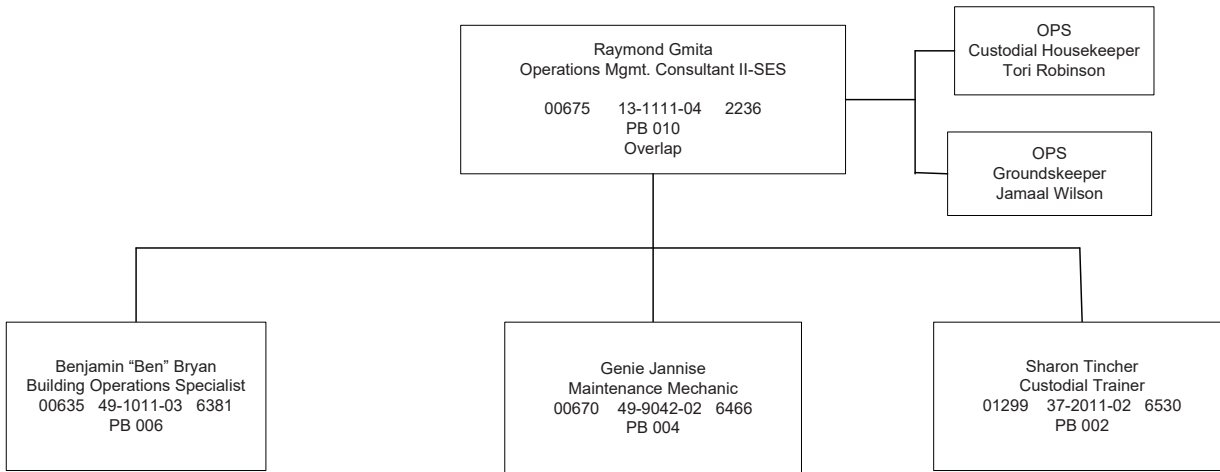 Raymond Gmita
Operations Mgmt. Consultant II-SES
00675 13-1111-04 2236
PB 010
Overlap
OPS
Custodial Housekeeper
Tori Robinson
OPS
Groundskeeper
Jamaal Wilson
Benjamin “Ben” Bryan
Building Operations Specialist
00635 49-1011-03 6381
PB 006
Genie Jannise
Maintenance Mechanic
00670 49-9042-02 6466
PB 004
Sharon Tincher
Custodial Trainer
01299 37-2011-02 6530
PB 002